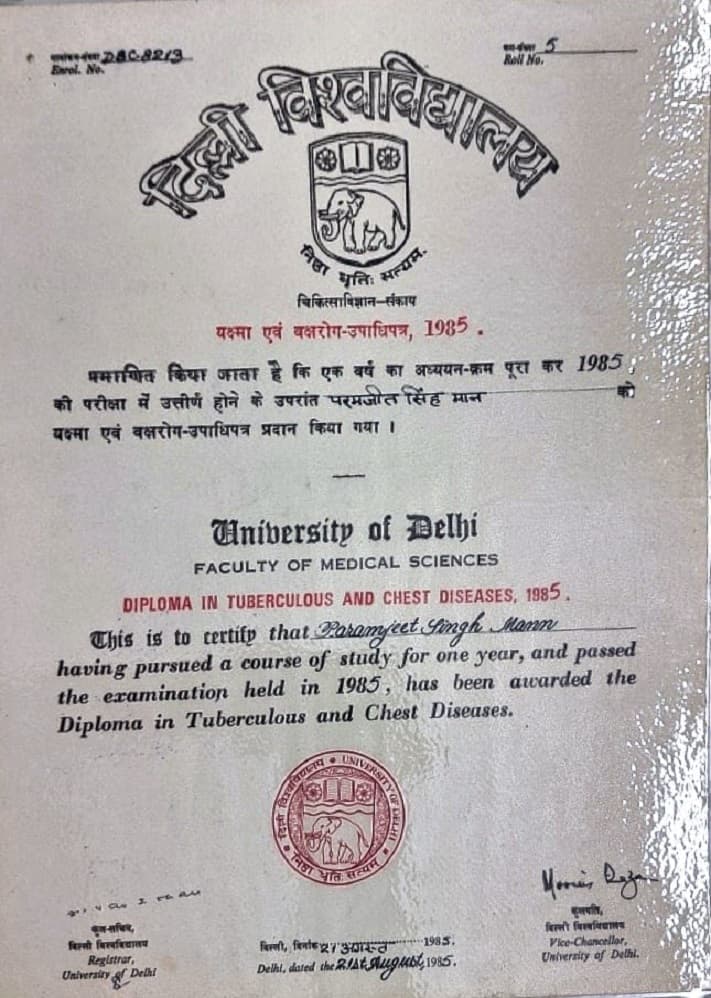 नामांकन-संख्या DBC-8213
Enrol. No.
क्रम-संख्या 5
Roll No.
दिल्ली विश्वविद्यालय
निष्ठा धृतिः सत्यम्
चिकित्साविज्ञान-संकाय
यक्ष्मा एवं वक्षरोग-उपाधिपत्र, 1985.
प्रमाणित किया जाता है कि एक वर्ष का अध्ययन-क्रम पूरा कर 1985,
की परीक्षा में उत्तीर्ण होने के उपरांत परमजीत सिंह मान को
यक्ष्मा एवं वक्षरोग-उपाधिपत्र प्रदान किया गया।
University of Delhi
FACULTY OF MEDICAL SCIENCES
DIPLOMA IN TUBERCULOUS AND CHEST DISEASES, 1985.
This is to certify that Paramjeet Singh Mann
having pursued a course of study for one year, and passed
the examination held in 1985, has been awarded the
Diploma in Tuberculous and Chest Diseases.
दिल्ली विश्वविद्यालय • UNIVERSITY OF DELHI
निष्ठा धृतिः सत्यम्
कुल-सचिव,
दिल्ली विश्वविद्यालय
Registrar,
University of Delhi
दिल्ली, दिनांक 21 अगस्त 1985.
Delhi, dated the 21st August, 1985.
Moonis Raza
कुलपति,
दिल्ली विश्वविद्यालय
Vice-Chancellor,
University of Delhi.